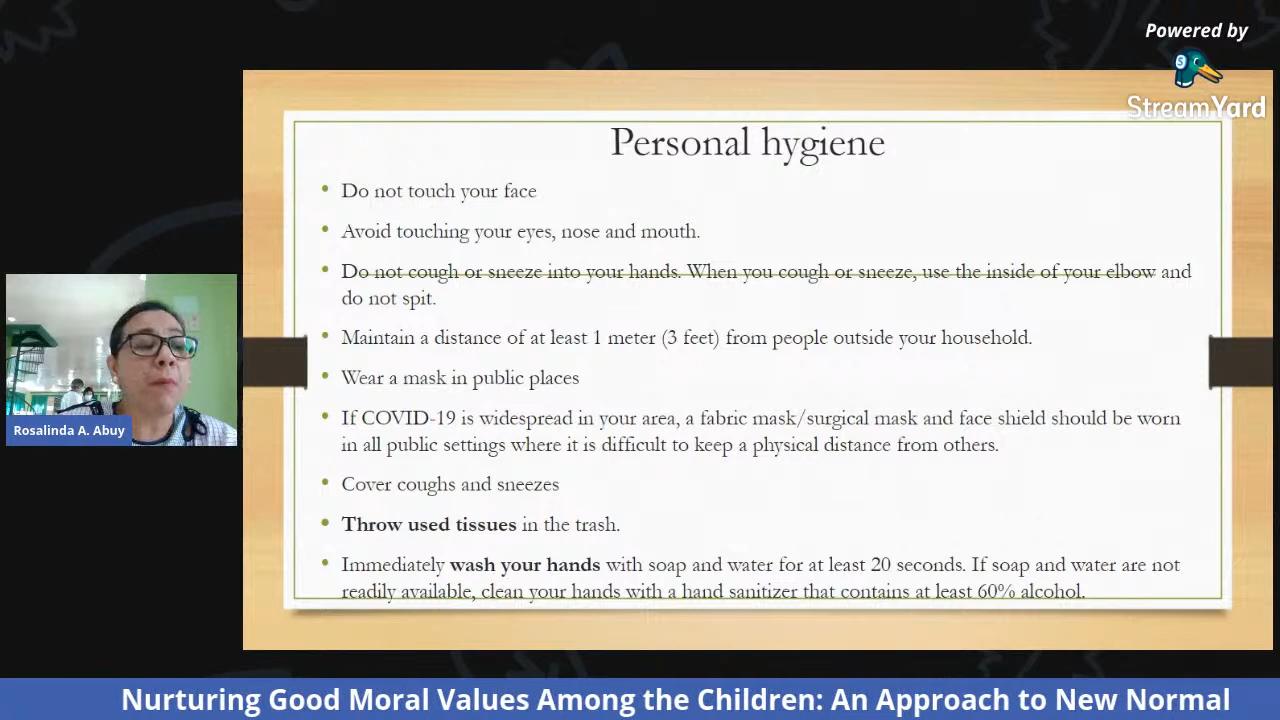 Powered by
StreamYard
Personal hygiene
• Do not touch your face
• Avoid touching your eyes, nose and mouth.
• Do not cough or sneeze into your hands. When you cough or sneeze, use the inside of your elbow and
do not spit.
• Maintain a distance of at least 1 meter (3 feet) from people outside your household.
• Wear a mask in public places
• If COVID-19 is widespread in your area, a fabric mask/surgical mask and face shield should be worn
in all public settings where it is difficult to keep a physical distance from others.
• Cover coughs and sneezes
• Throw used tissues in the trash.
• Immediately wash your hands with soap and water for at least 20 seconds. If soap and water are not
readily available, clean your hands with a hand sanitizer that contains at least 60% alcohol.
Rosalinda A. Abuy
Nurturing Good Moral Values Among the Children: An Approach to New Normal